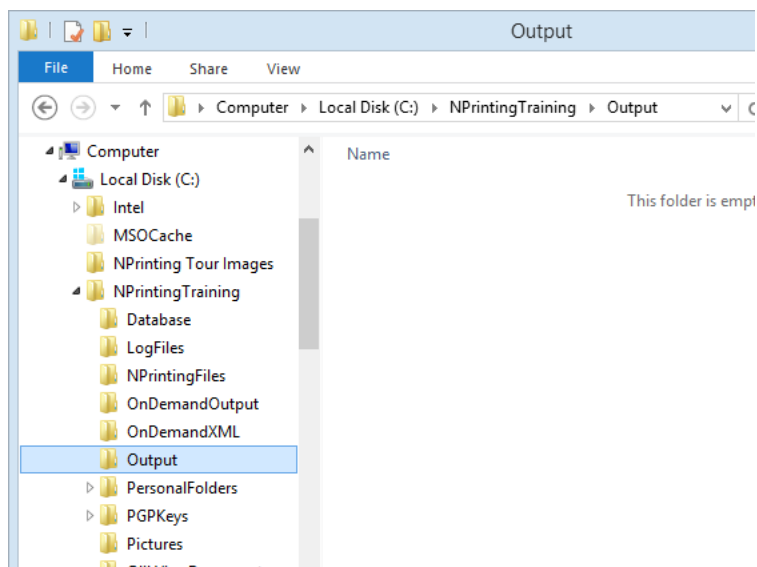 Output
File Home Share View
Computer Local Disk (C:) NPrintingTraining Output
Computer
Local Disk (C:)
Intel
MSOCache
NPrinting Tour Images
NPrintingTraining
Database
LogFiles
NPrintingFiles
OnDemandOutput
OnDemandXML
Output
PersonalFolders
PGPKeys
Pictures
Name
This folder is empt